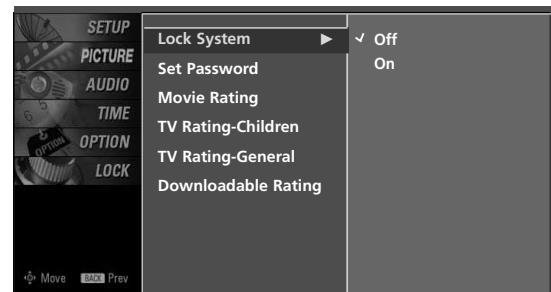 SETUP
PICTURE
AUDIO
TIME
OPTION
LOCK
Move BACK Prev
Lock System
Set Password
Movie Rating
TV Rating-Children
TV Rating-General
Downloadable Rating
Off
On